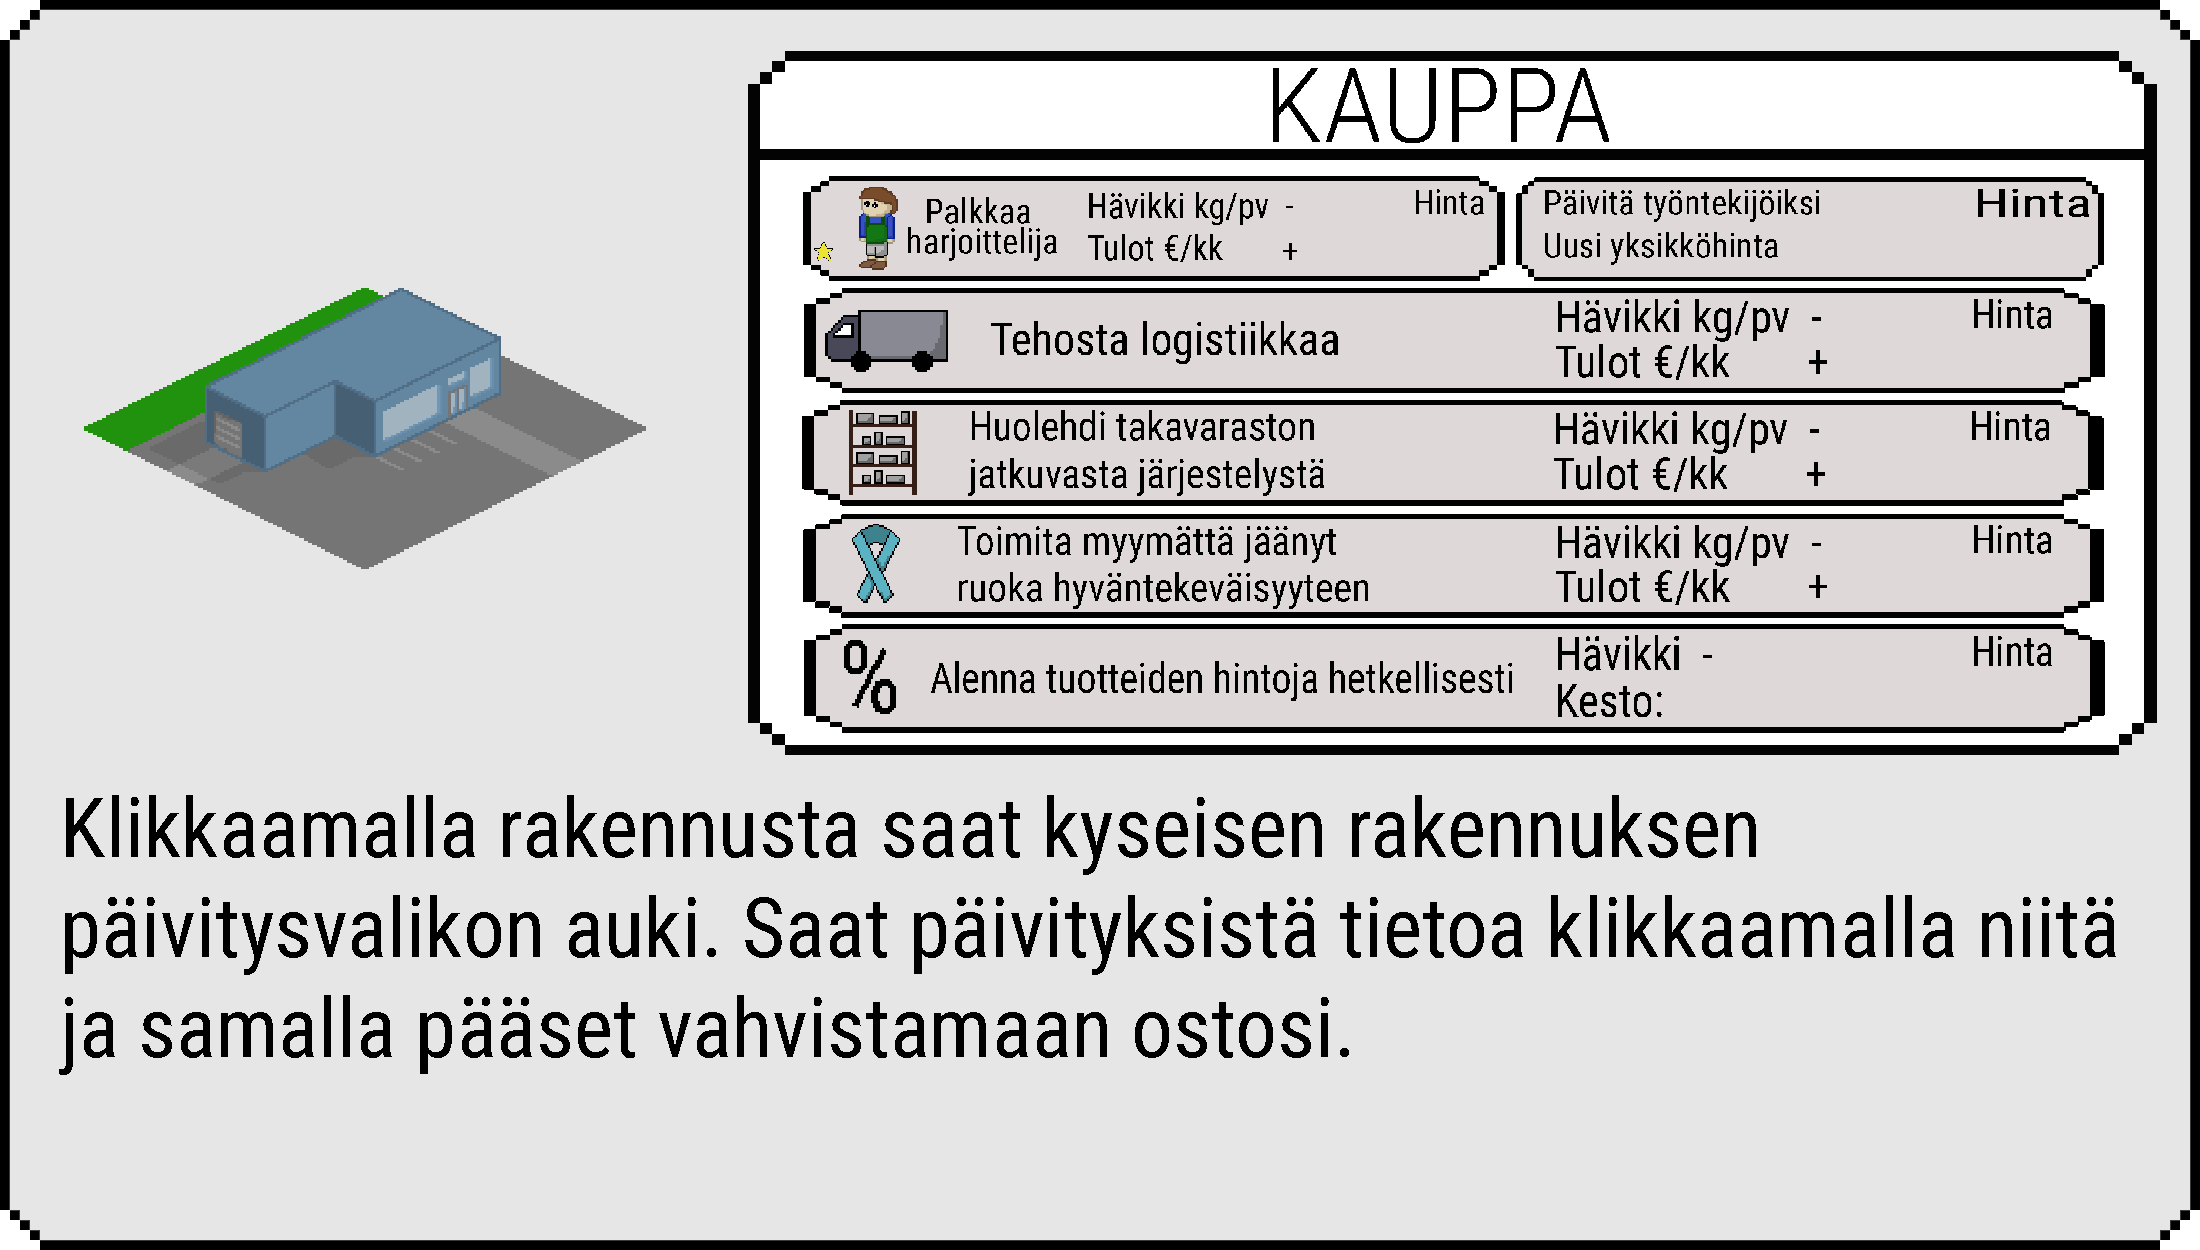 KAUPPA
Palkkaa
harjoittelija
Hävikki kg/pv -
Tulot €/kk +
Hinta
Päivitä työntekijöiksi
Uusi yksikköhinta
Hinta
Tehosta logistiikkaa
Hävikki kg/pv -
Tulot €/kk +
Hinta
Huolehdi takavaraston
jatkuvasta järjestelystä
Hävikki kg/pv -
Tulot €/kk +
Hinta
Toimita myymättä jäänyt
ruoka hyväntekeväisyyteen
Hävikki kg/pv -
Tulot €/kk +
Hinta
% Alenna tuotteiden hintoja hetkellisesti
Hävikki -
Kesto:
Hinta
Klikkaamalla rakennusta saat kyseisen rakennuksen
päivitysvalikon auki. Saat päivityksistä tietoa klikkaamalla niitä
ja samalla pääset vahvistamaan ostosi.